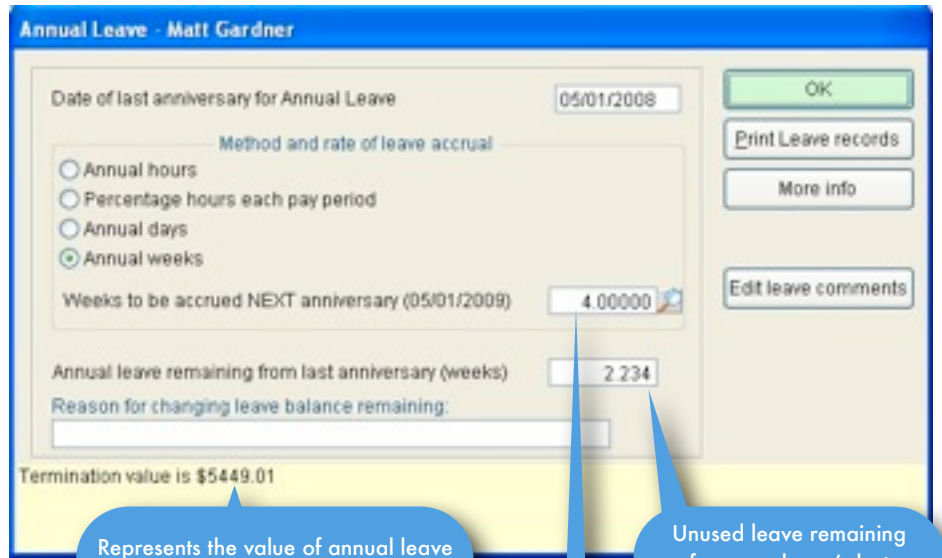 Annual Leave - Matt Gardner
Date of last anniversary for Annual Leave 05/01/2008
Method and rate of leave accrual
Annual hours
Percentage hours each pay period
Annual days
Annual weeks
Weeks to be accrued NEXT anniversary (05/01/2009) 4.00000
Annual leave remaining from last anniversary (weeks) 2.234
Reason for changing leave balance remaining:
Termination value is $5449.01
OK
Print Leave records
More info
Edit leave comments
Represents the value of annual leave
Unused leave remaining